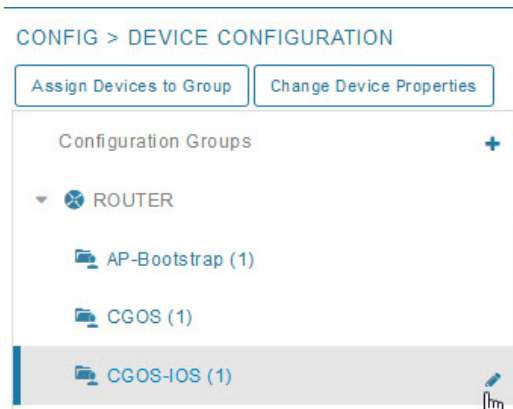 CONFIG > DEVICE CONFIGURATION
Assign Devices to Group Change Device Properties
Configuration Groups +
ROUTER
AP-Bootstrap (1)
CGOS (1)
CGOS-IOS (1)